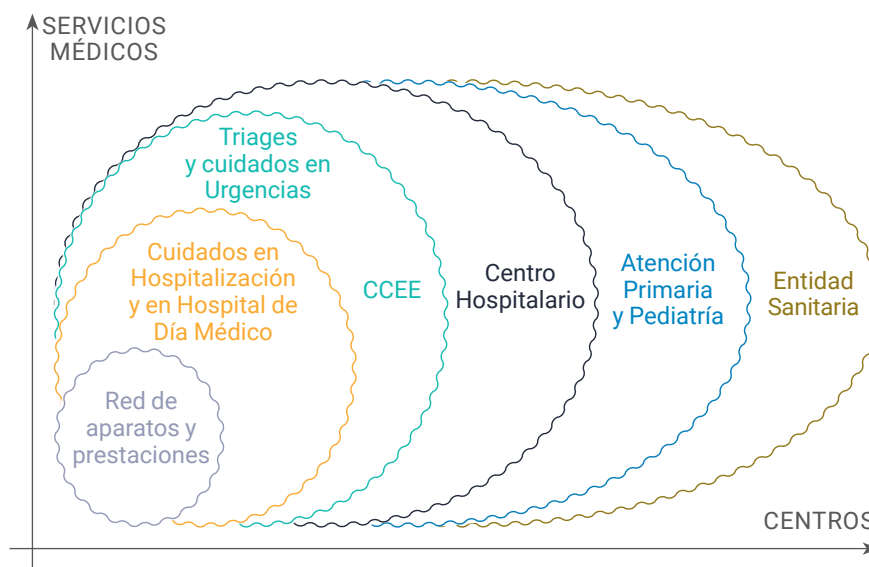 SERVICIOS
MÉDICOS
Triages
y cuidados en
Urgencias
Cuidados en
Hospitalización
y en Hospital de
Día Médico
CCEE
Centro
Hospitalario
Atención
Primaria
y Pediatría
Entidad
Sanitaria
Red de
aparatos y
prestaciones
CENTROS